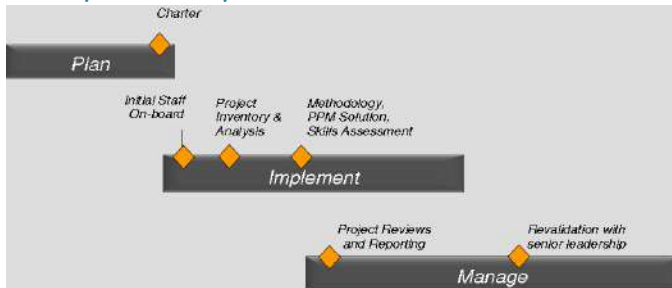 Charter
Plan
Initial Staff
On-board
Project
Inventory &
Analysis
Methodology,
PPM Solution,
Skills Assessment
Implement
Project Reviews
and Reporting
Revalidation with
senior leadership
Manage